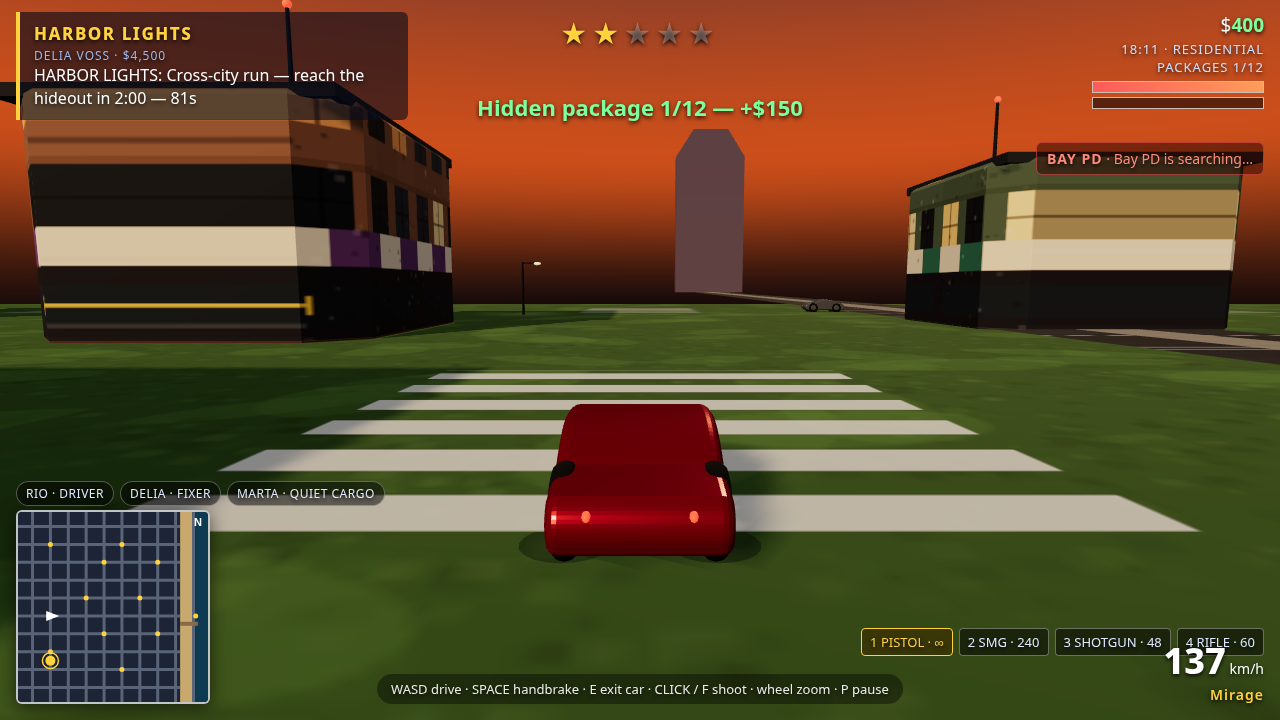 HARBOR LIGHTS
DELIA VOSS · $4,500
HARBOR LIGHTS: Cross-city run — reach the
hideout in 2:00 — 81s
★★★★★
$400
18:11 · RESIDENTIAL
PACKAGES 1/12
Hidden package 1/12 — +$150
BAY PD · Bay PD is searching…
RIO · DRIVER
DELIA · FIXER
MARTA · QUIET CARGO
N
1 PISTOL · ∞
2 SMG · 240
3 SHOTGUN · 48
4 RIFLE · 60
137 km/h
Mirage
WASD drive · SPACE handbrake · E exit car · CLICK / F shoot · wheel zoom · P pause